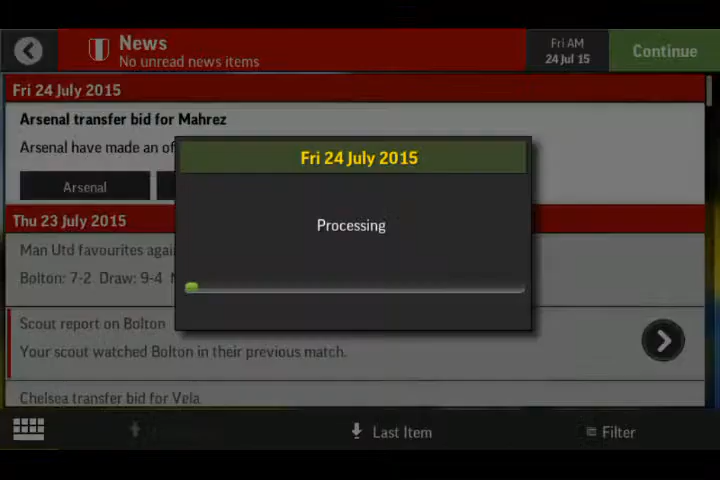 News
No unread news items
Fri AM
24 Jul 15
Continue
Fri 24 July 2015
Arsenal transfer bid for Mahrez
Arsenal have made an of
Arsenal
Fri 24 July 2015
Processing
Thu 23 July 2015
Man Utd favourites agai
Bolton: 7-2 Draw: 9-4
Scout report on Bolton
Your scout watched Bolton in their previous match.
Chelsea transfer bid for Vela
Last Item
Filter